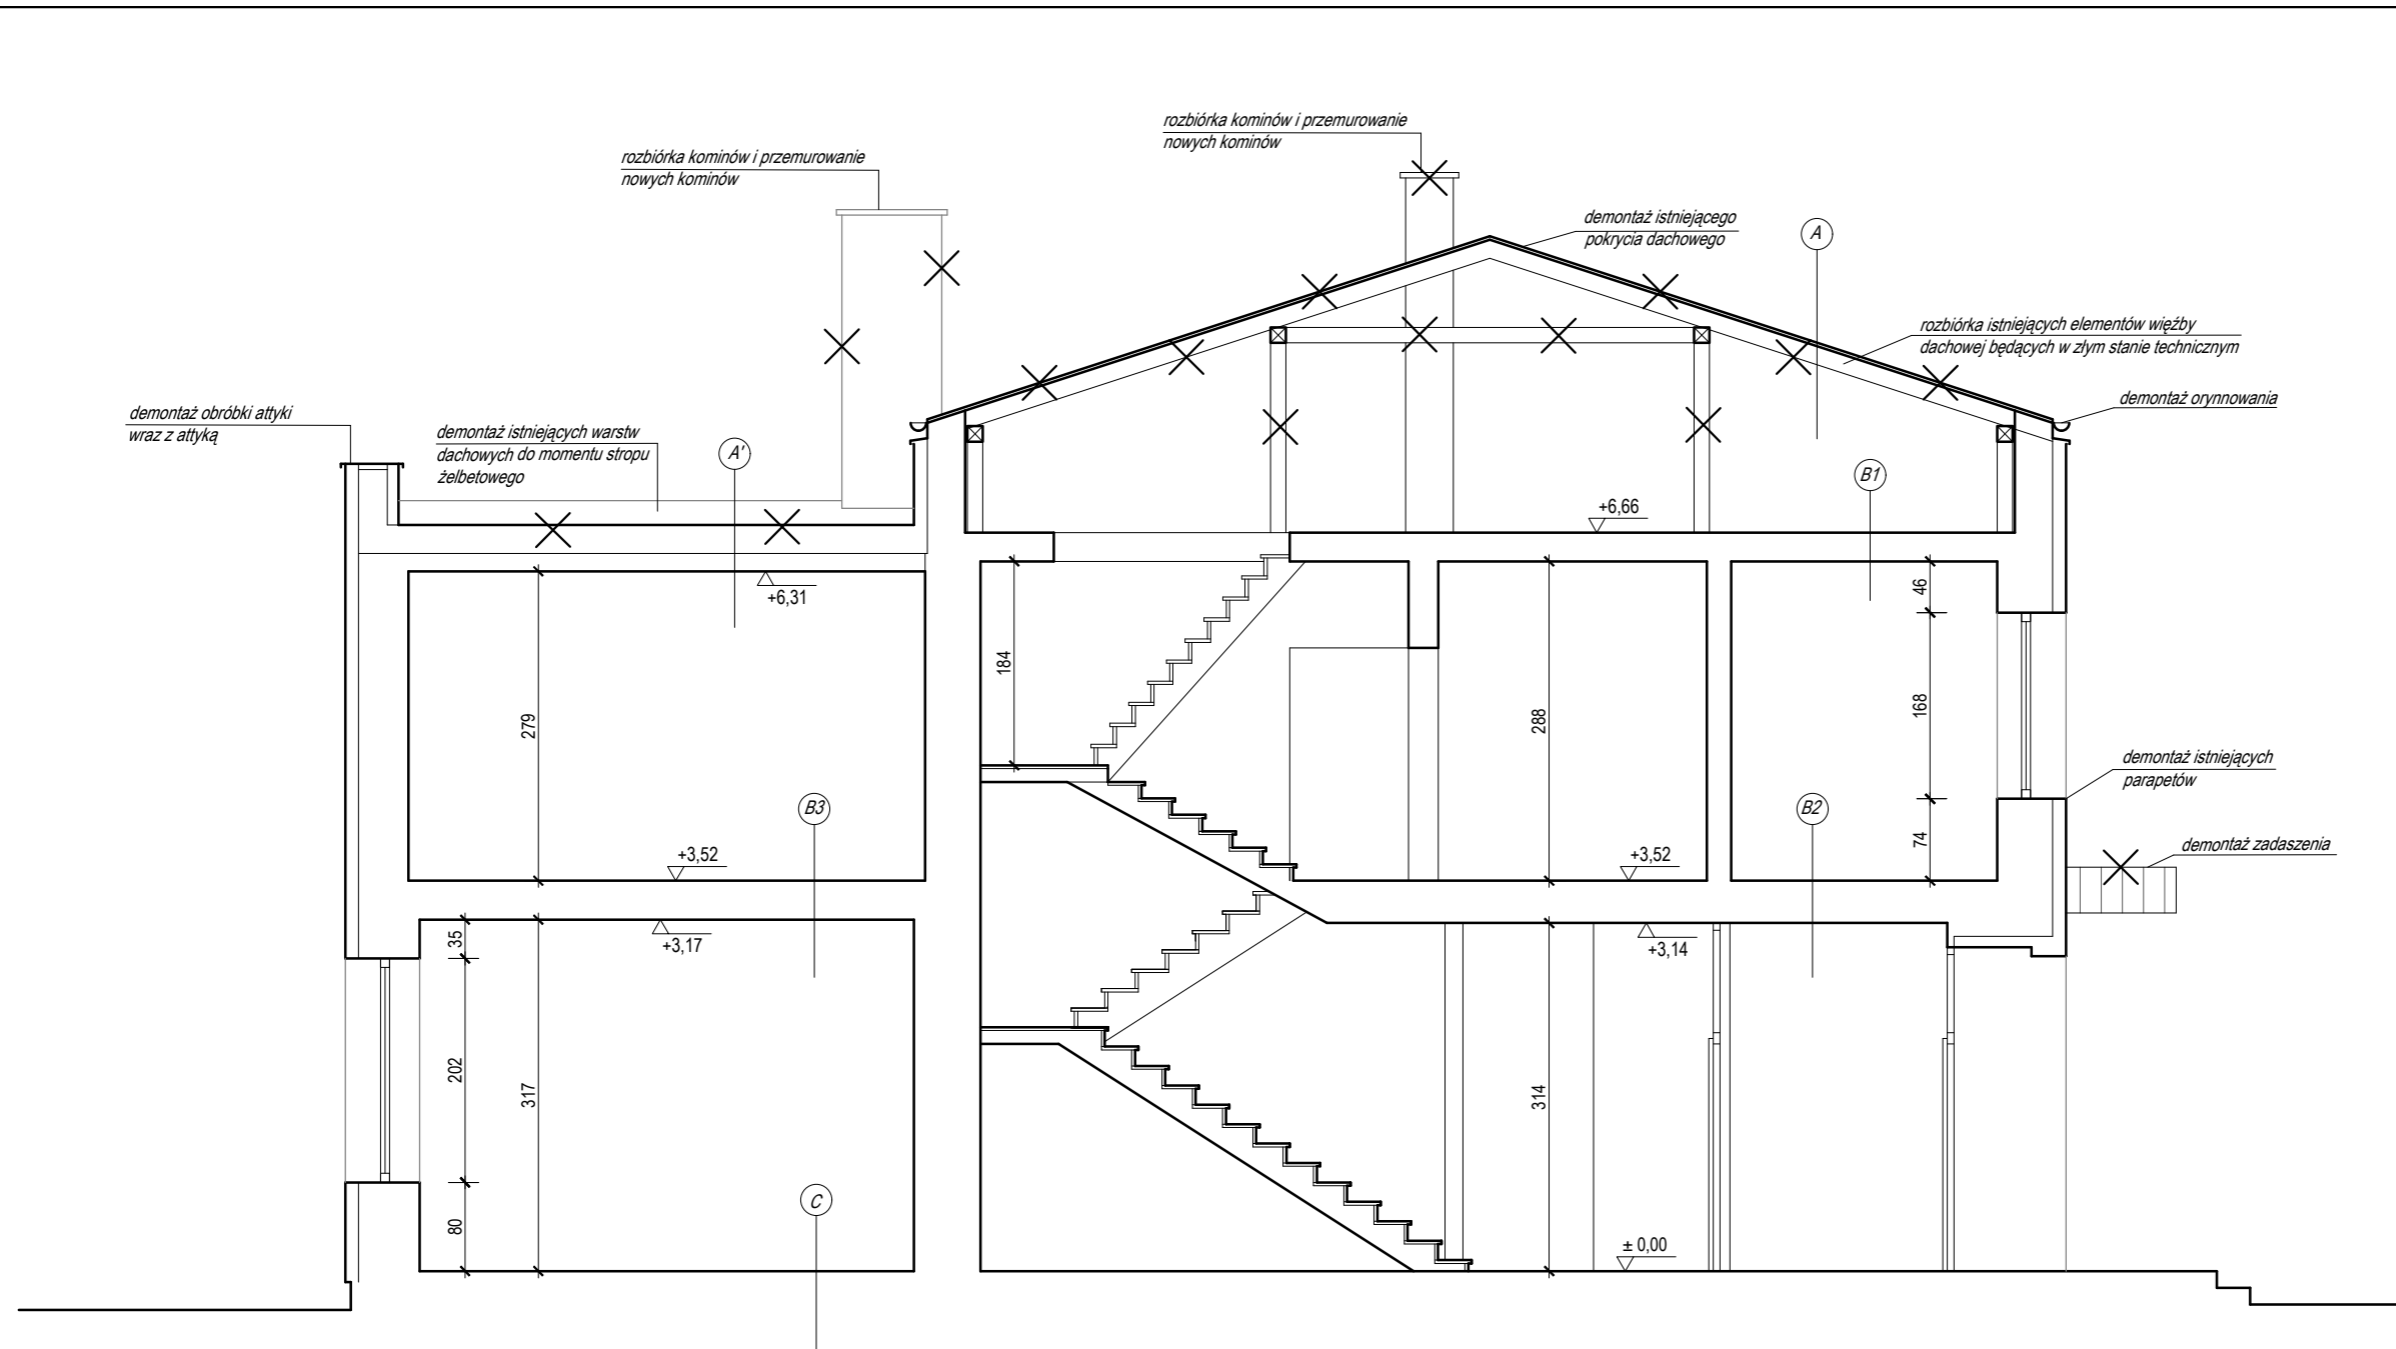 rozbiórka kominów i przemurowanie
nowych kominów
rozbiórka kominów i przemurowanie
nowych kominów
demontaż istniejącego
pokrycia dachowego
A
rozbiórka istniejących elementów więźby
dachowej będących w złym stanie technicznym
demontaż orynnowania
demontaż obróbki attyki
wraz z attyką
demontaż istniejących warstw
dachowych do momentu stropu
żelbetowego
A'
B1
+6,66
+6,31
46
184
279
288
168
demontaż istniejących
parapetów
B3
B2
74
demontaż zadaszenia
+3,52
+3,52
35
+3,17
+3,14
202
317
314
C
80
± 0,00